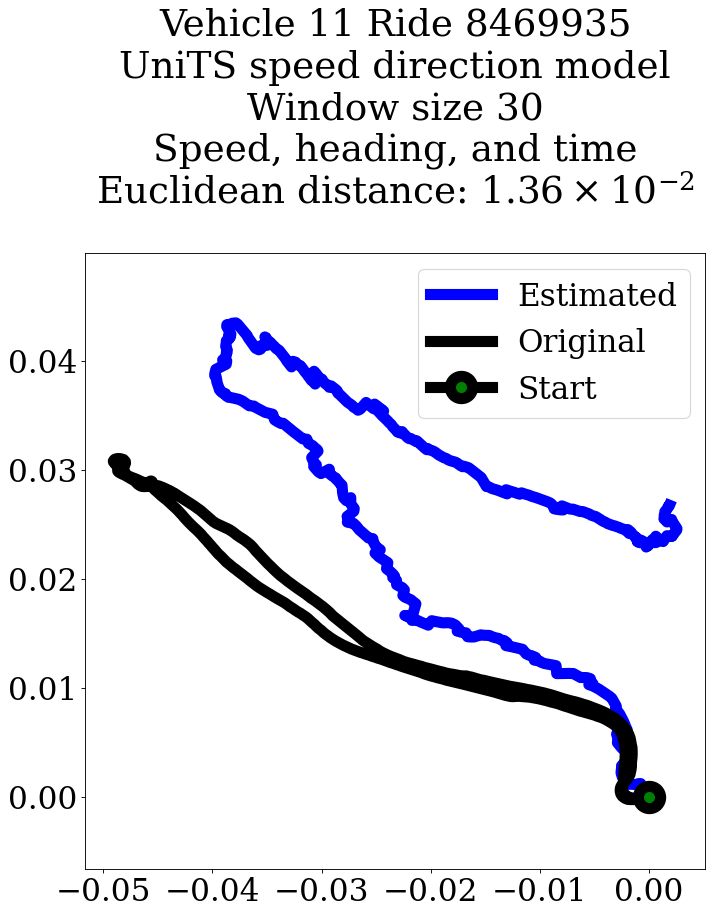 Vehicle 11 Ride 8469935
UniTS speed direction model
Window size 30
Speed, heading, and time
Euclidean distance: 1.36 × 10⁻²
Estimated
Original
Start
0.04
0.03
0.02
0.01
0.00
−0.05 −0.04 −0.03 −0.02 −0.01 0.00